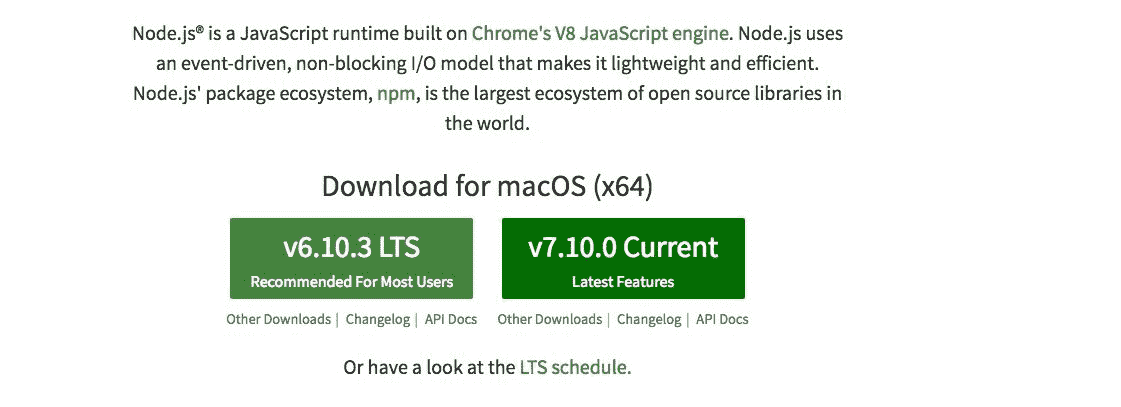 Node.js® is a JavaScript runtime built on Chrome's V8 JavaScript engine. Node.js uses
an event-driven, non-blocking I/O model that makes it lightweight and efficient.
Node.js' package ecosystem, npm, is the largest ecosystem of open source libraries in
the world.
Download for macOS (x64)
v6.10.3 LTS
Recommended For Most Users
v7.10.0 Current
Latest Features
Other Downloads | Changelog | API Docs
Other Downloads | Changelog | API Docs
Or have a look at the LTS schedule.